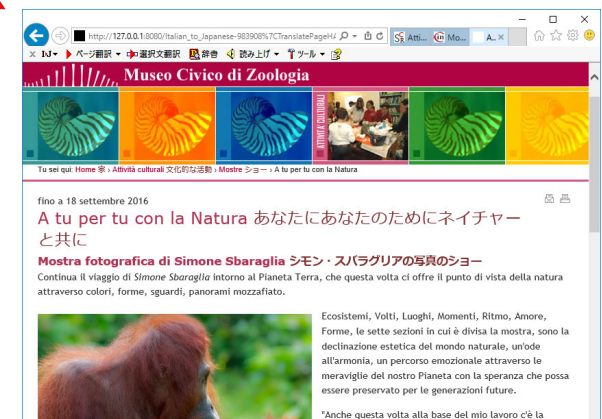 http://127.0.0.1:8080/Italian_to_Japanese-983908%7CTranslatePageH
Atti...
Mo...
A...
ページ翻訳
選択文翻訳
辞書
読み上げ
ツール
Museo Civico di Zoologia
ATTIVITÀ CULTURALI
Tu sei qui: Home 家 › Attività culturali 文化的な活動 › Mostre ショー › A tu per tu con la Natura
fino a 18 settembre 2016
A tu per tu con la Natura あなたにあなたのためにネイチャー
と共に
Mostra fotografica di Simone Sbaraglia シモン・スバラグリアの写真のショー
Continua il viaggio di Simone Sbaraglia intorno al Pianeta Terra, che questa volta ci offre il punto di vista della natura
attraverso colori, forme, sguardi, panorami mozzafiato.
Ecosistemi, Volti, Luoghi, Momenti, Ritmo, Amore,
Forme, le sette sezioni in cui è divisa la mostra, sono la
declinazione estetica del mondo naturale, un'ode
all'armonia, un percorso emozionale attraverso le
meraviglie del nostro Pianeta con la speranza che possa
essere preservato per le generazioni future.
"Anche questa volta alla base del mio lavoro c'è la